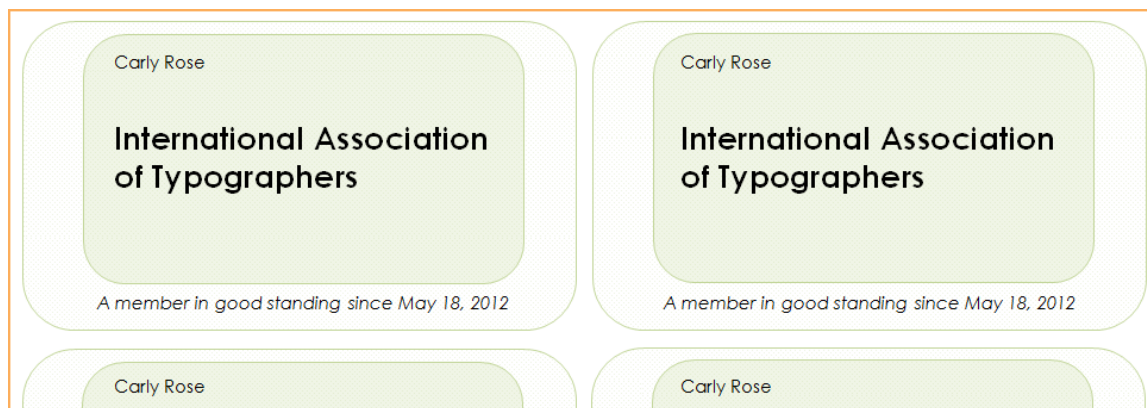 Carly Rose
International Association
of Typographers
A member in good standing since May 18, 2012
Carly Rose
International Association
of Typographers
A member in good standing since May 18, 2012
Carly Rose
Carly Rose